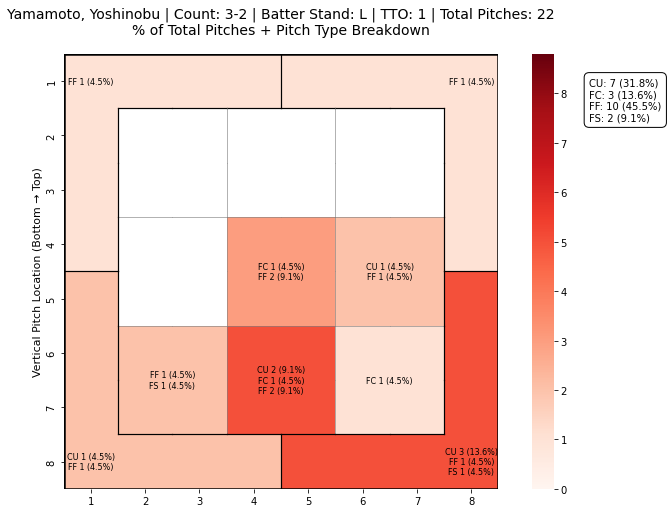 Yamamoto, Yoshinobu | Count: 3-2 | Batter Stand: L | TTO: 1 | Total Pitches: 22
% of Total Pitches + Pitch Type Breakdown
CU: 7 (31.8%)
FC: 3 (13.6%)
FF: 10 (45.5%)
FS: 2 (9.1%)
Vertical Pitch Location (Bottom → Top)
1
2
3
4
5
6
7
8
FF 1 (4.5%)
FF 1 (4.5%)
FC 1 (4.5%)
FF 2 (9.1%)
CU 1 (4.5%)
FF 1 (4.5%)
FF 1 (4.5%)
FS 1 (4.5%)
CU 2 (9.1%)
FC 1 (4.5%)
FF 2 (9.1%)
FC 1 (4.5%)
CU 1 (4.5%)
FF 1 (4.5%)
CU 3 (13.6%)
FF 1 (4.5%)
FS 1 (4.5%)
1 2 3 4 5 6 7 8
8
7
6
5
4
3
2
1
0